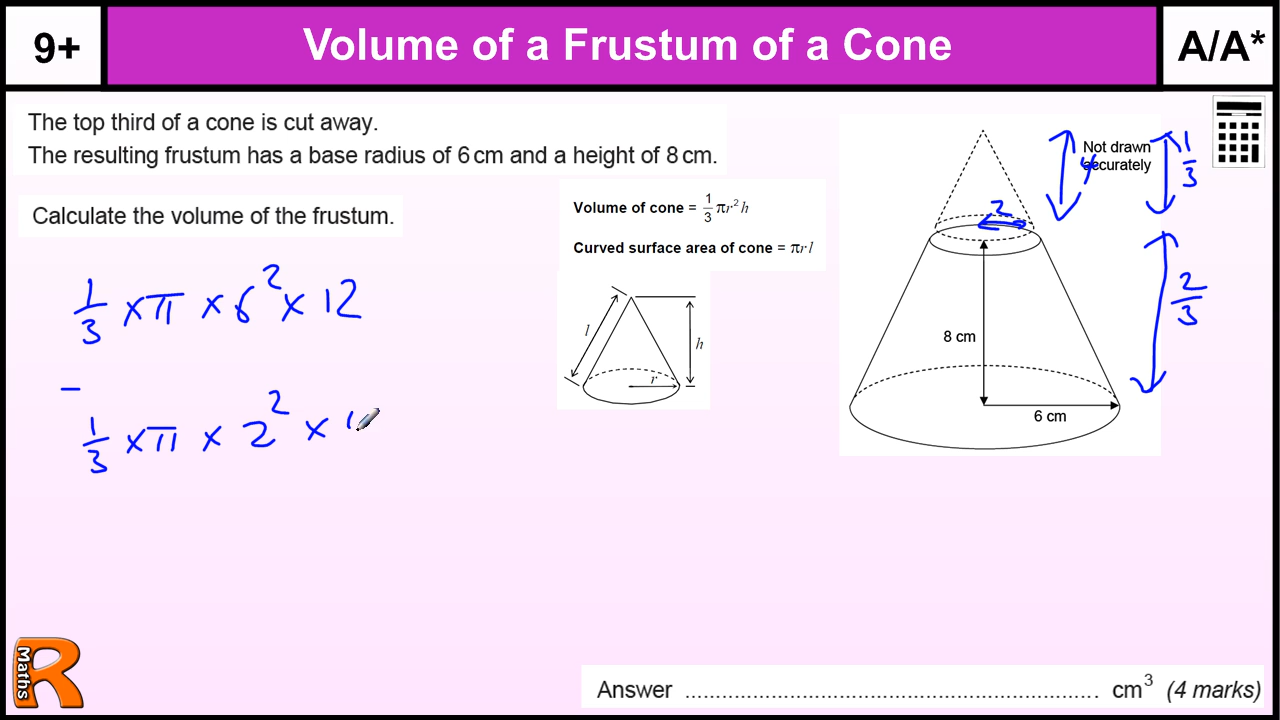 9+
Volume of a Frustum of a Cone
A/A*
The top third of a cone is cut away.
The resulting frustum has a base radius of 6 cm and a height of 8 cm.
Calculate the volume of the frustum.
Volume of cone = 1/3 πr²h
Curved surface area of cone = πrl
l
h
r
Not drawn
accurately
4
1/3
2
2/3
8 cm
6 cm
1/3 × π × 6² × 12
−
1/3 × π × 2² ×
R
Maths
Answer ........................................................................ cm³ (4 marks)